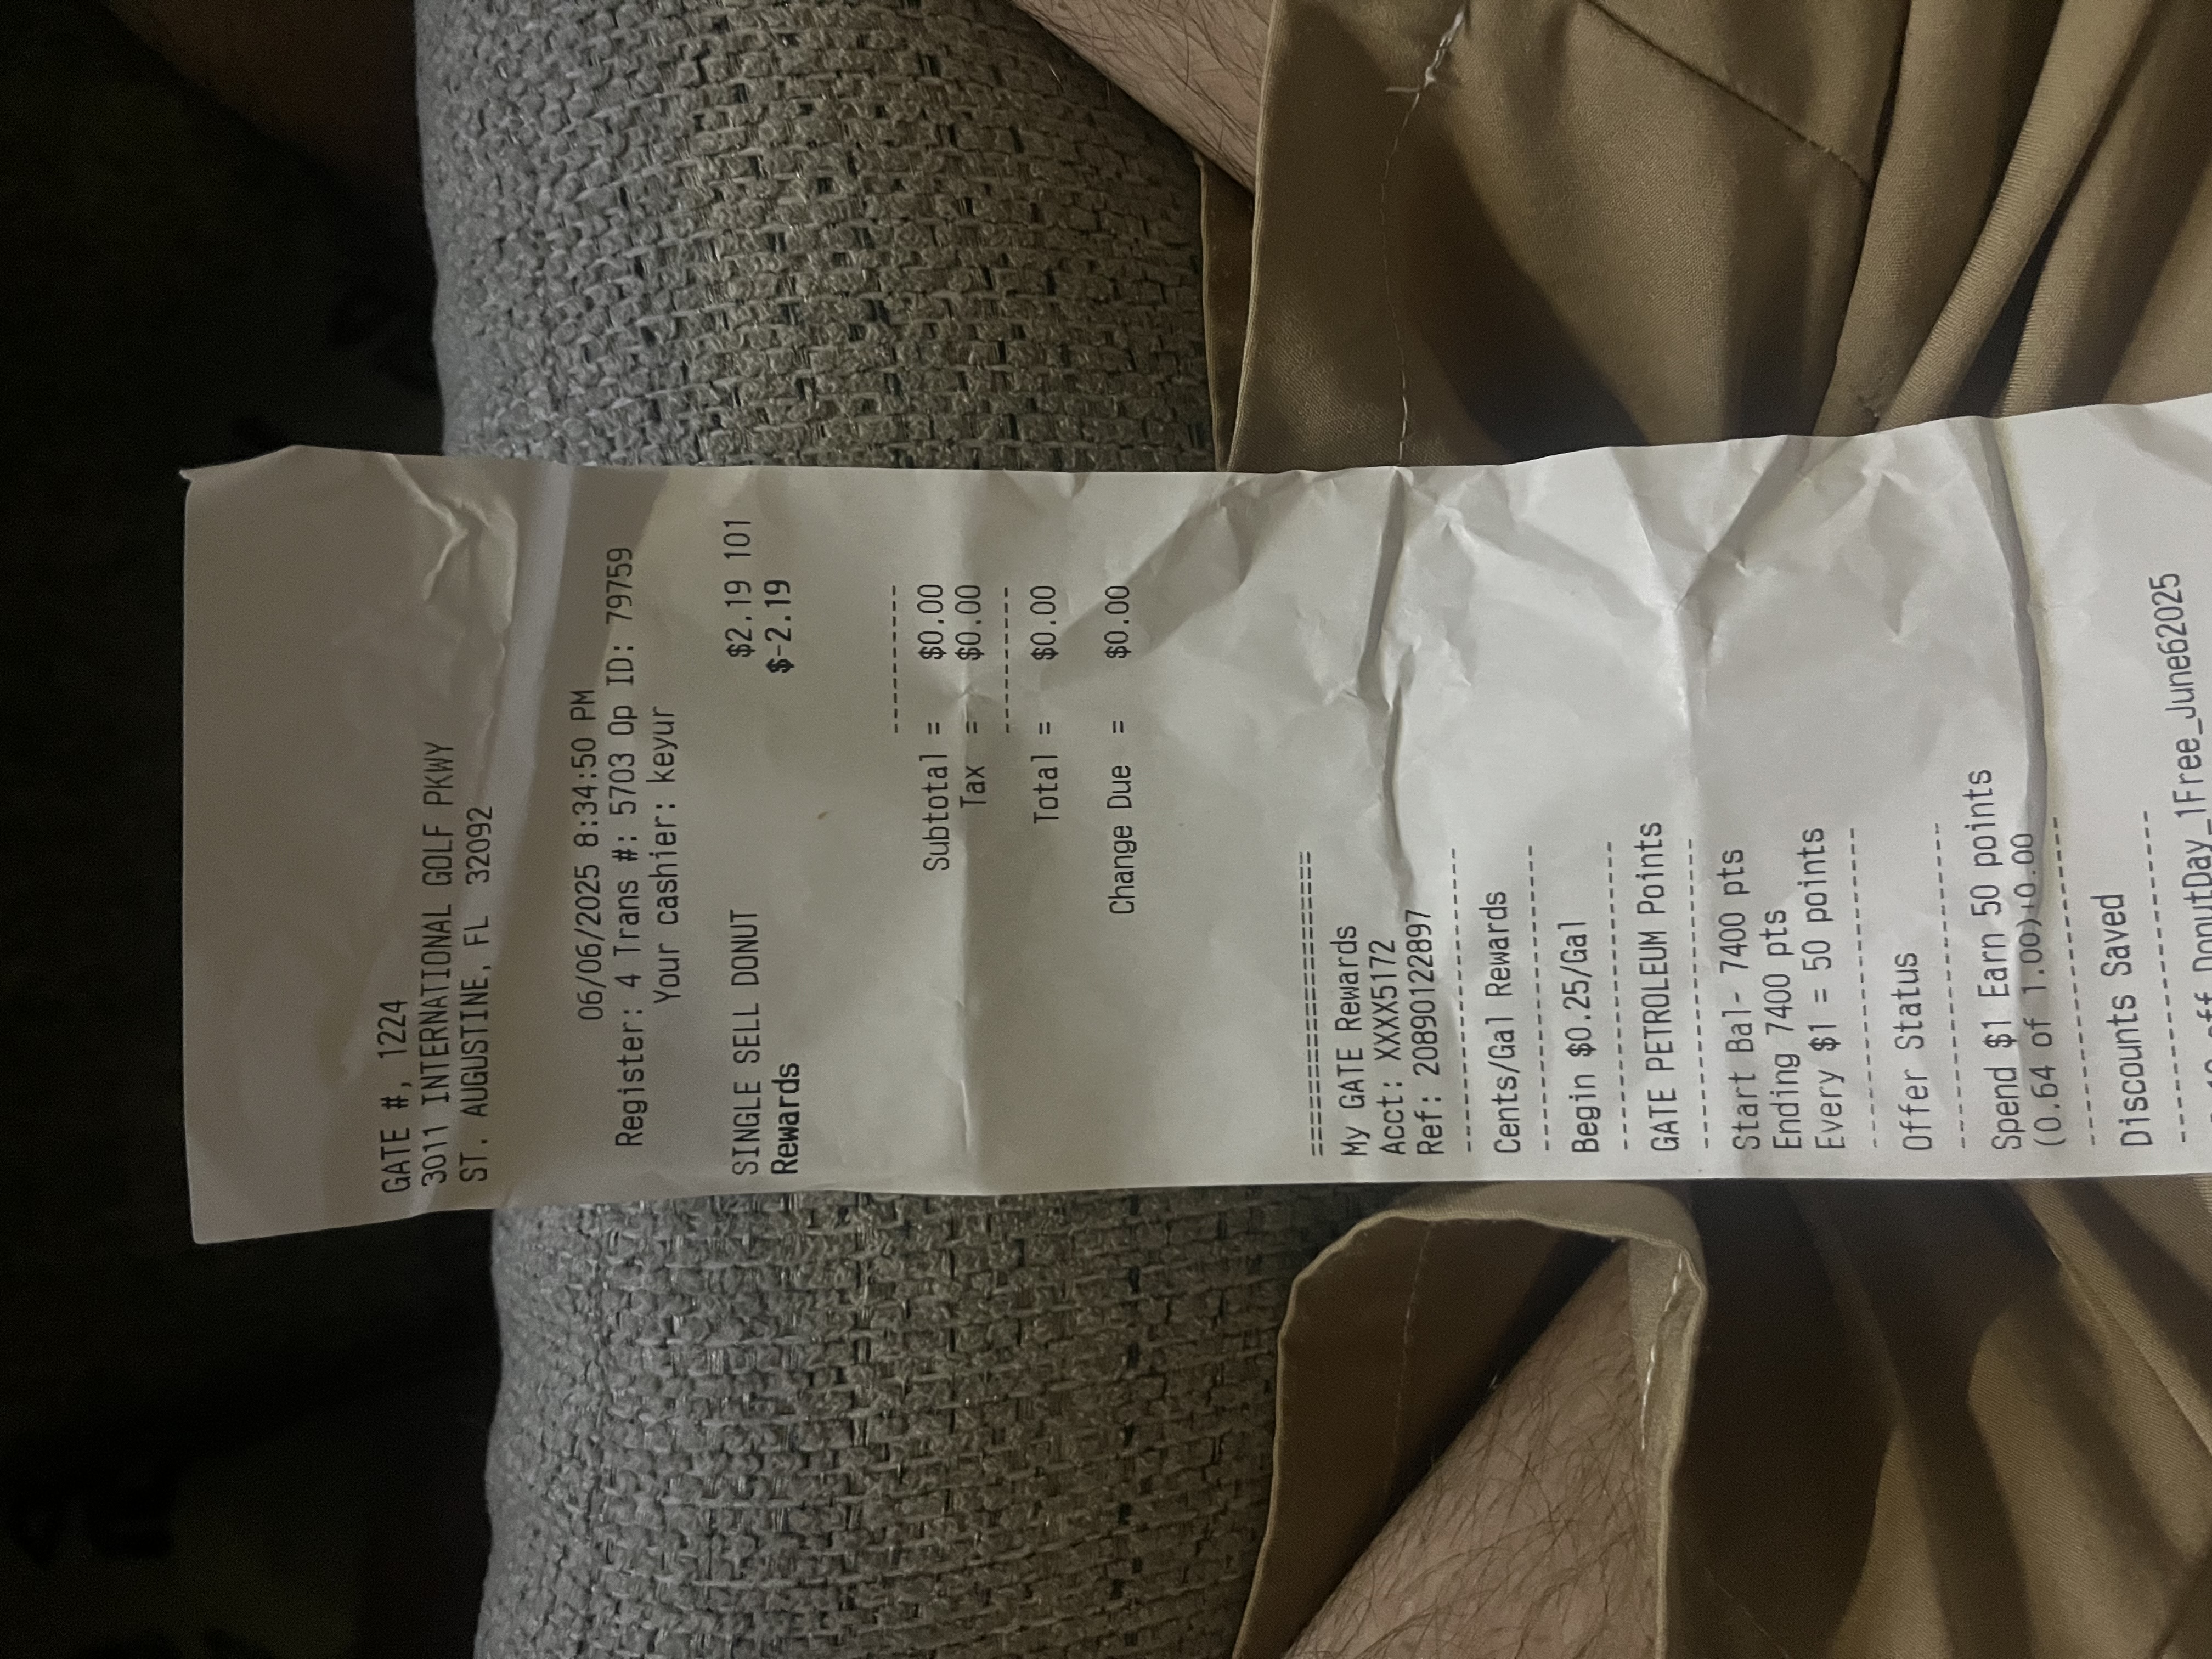 GATE #, 1224
3011 INTERNATIONAL GOLF PKWY
ST. AUGUSTINE, FL 32092
06/06/2025 8:34:50 PM
Register: 4 Trans #: 5703 Op ID: 79759
Your cashier: keyur
SINGLE SELL DONUT $2.19 101
Rewards $-2.19
----------
Subtotal = $0.00
Tax = $0.00
----------
Total = $0.00
Change Due = $0.00
====================
My GATE Rewards
Acct: XXXX5172
Ref: 20890122897
--------------------
Cents/Gal Rewards
--------------------
Begin $0.25/Gal
--------------------
GATE PETROLEUM Points
--------------------
Start Bal- 7400 pts
Ending 7400 pts
Every $1 = 50 points
--------------------
Offer Status
--------------------
Spend $1 Earn 50 points
(0.64 of 1.00)+0.00
--------------------
Discounts Saved
--------------------
off DonutDay_1Free_June62025